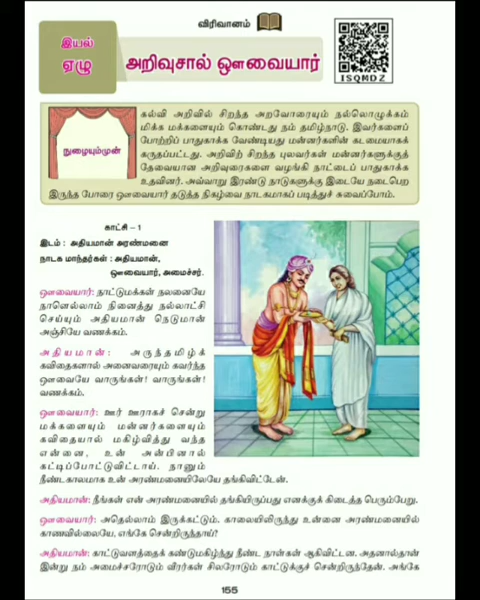 விரிவானம்
இயல்
ஏழு
அறிவுசால் ஔவையார்
ISQMDZ
நுழையும்முன்
கல்வி அறிவில் சிறந்த அறவோரையும் நல்லொழுக்கம்
மிக்க மக்களையும் கொண்டது நம் தமிழ்நாடு. இவர்களைப்
போற்றிப் பாதுகாக்க வேண்டியது மன்னர்களின் கடமையாகக்
கருதப்பட்டது. அறிவிற் சிறந்த புலவர்கள் மன்னர்களுக்குத்
தேவையான அறிவுரைகளை வழங்கி நாட்டைப் பாதுகாக்க
உதவினர். அவ்வாறு இரண்டு நாடுகளுக்கு இடையே நடைபெற
இருந்த போரை ஔவையார் தடுத்த நிகழ்வை நாடகமாகப் படித்துச் சுவைப்போம்.
காட்சி – 1
இடம் : அதியமான் அரண்மனை
நாடக மாந்தர்கள் : அதியமான்,
ஔவையார், அமைச்சர்.
ஔவையார்: நாட்டுமக்கள் நலனையே
நாளெல்லாம் நினைத்து நல்லாட்சி
செய்யும் அதியமான் நெடுமான்
அஞ்சியே வணக்கம்.
அதியமான் : அருந்தமிழ்க்
கவிதைகளால் அனைவரையும் கவர்ந்த
ஔவையே வாருங்கள்! வாருங்கள்!
வணக்கம்.
ஔவையார்: ஊர் ஊராகச் சென்று
மக்களையும் மன்னர்களையும்
கவிதையால் மகிழ்வித்து வந்த
என்னை, உன் அன்பினால்
கட்டிப்போட்டுவிட்டாய். நானும்
நீண்டகாலமாக உன் அரண்மனையிலேயே தங்கிவிட்டேன்.
அதியமான்: நீங்கள் என் அரண்மனையில் தங்கியிருப்பது எனக்குக் கிடைத்த பெரும்பேறு.
ஔவையார்: அதெல்லாம் இருக்கட்டும். காலையிலிருந்து உன்னை அரண்மனையில்
காணவில்லையே, எங்கே சென்றிருந்தாய்?
அதியமான்: காட்டுவளத்தைக் கண்டுமகிழ்ந்து நீண்ட நாள்கள் ஆகிவிட்டன. அதனால்தான்
இன்று நம் அமைச்சரோடும் வீரர்கள் சிலரோடும் காட்டுக்குச் சென்றிருந்தேன். அங்கே
155